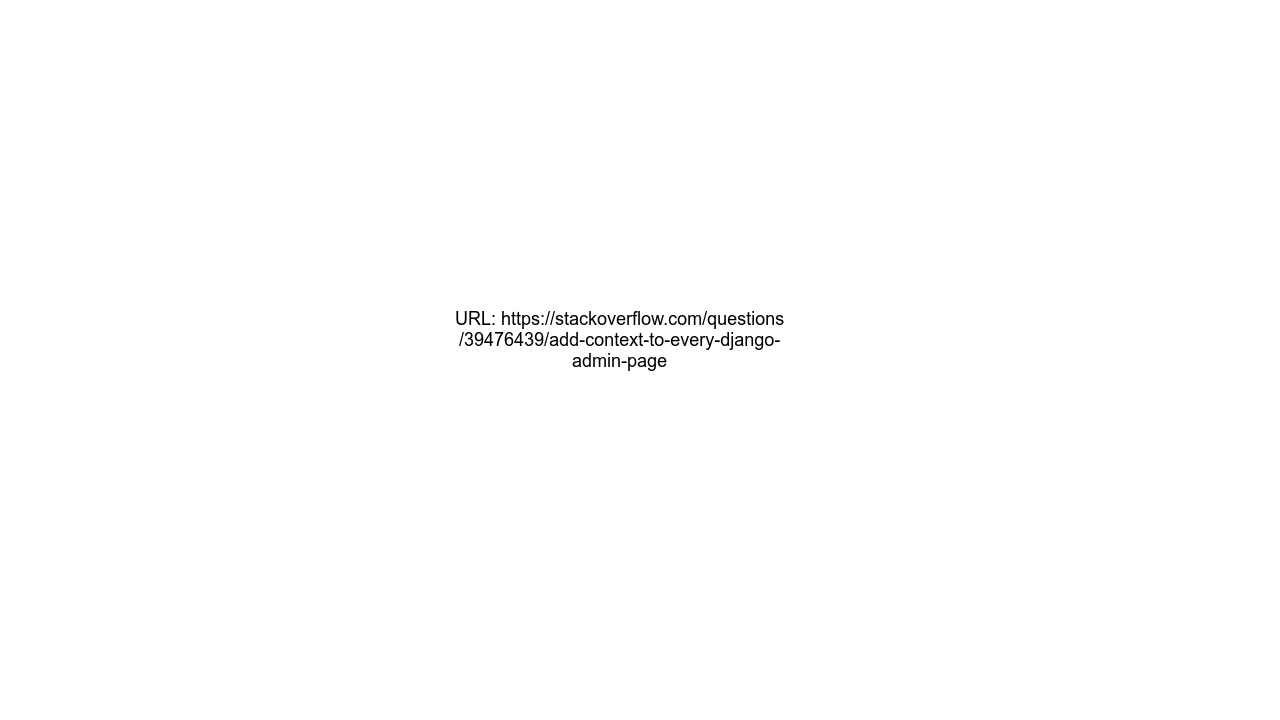 URL: https://stackoverflow.com/questions
/39476439/add-context-to-every-django-
admin-page